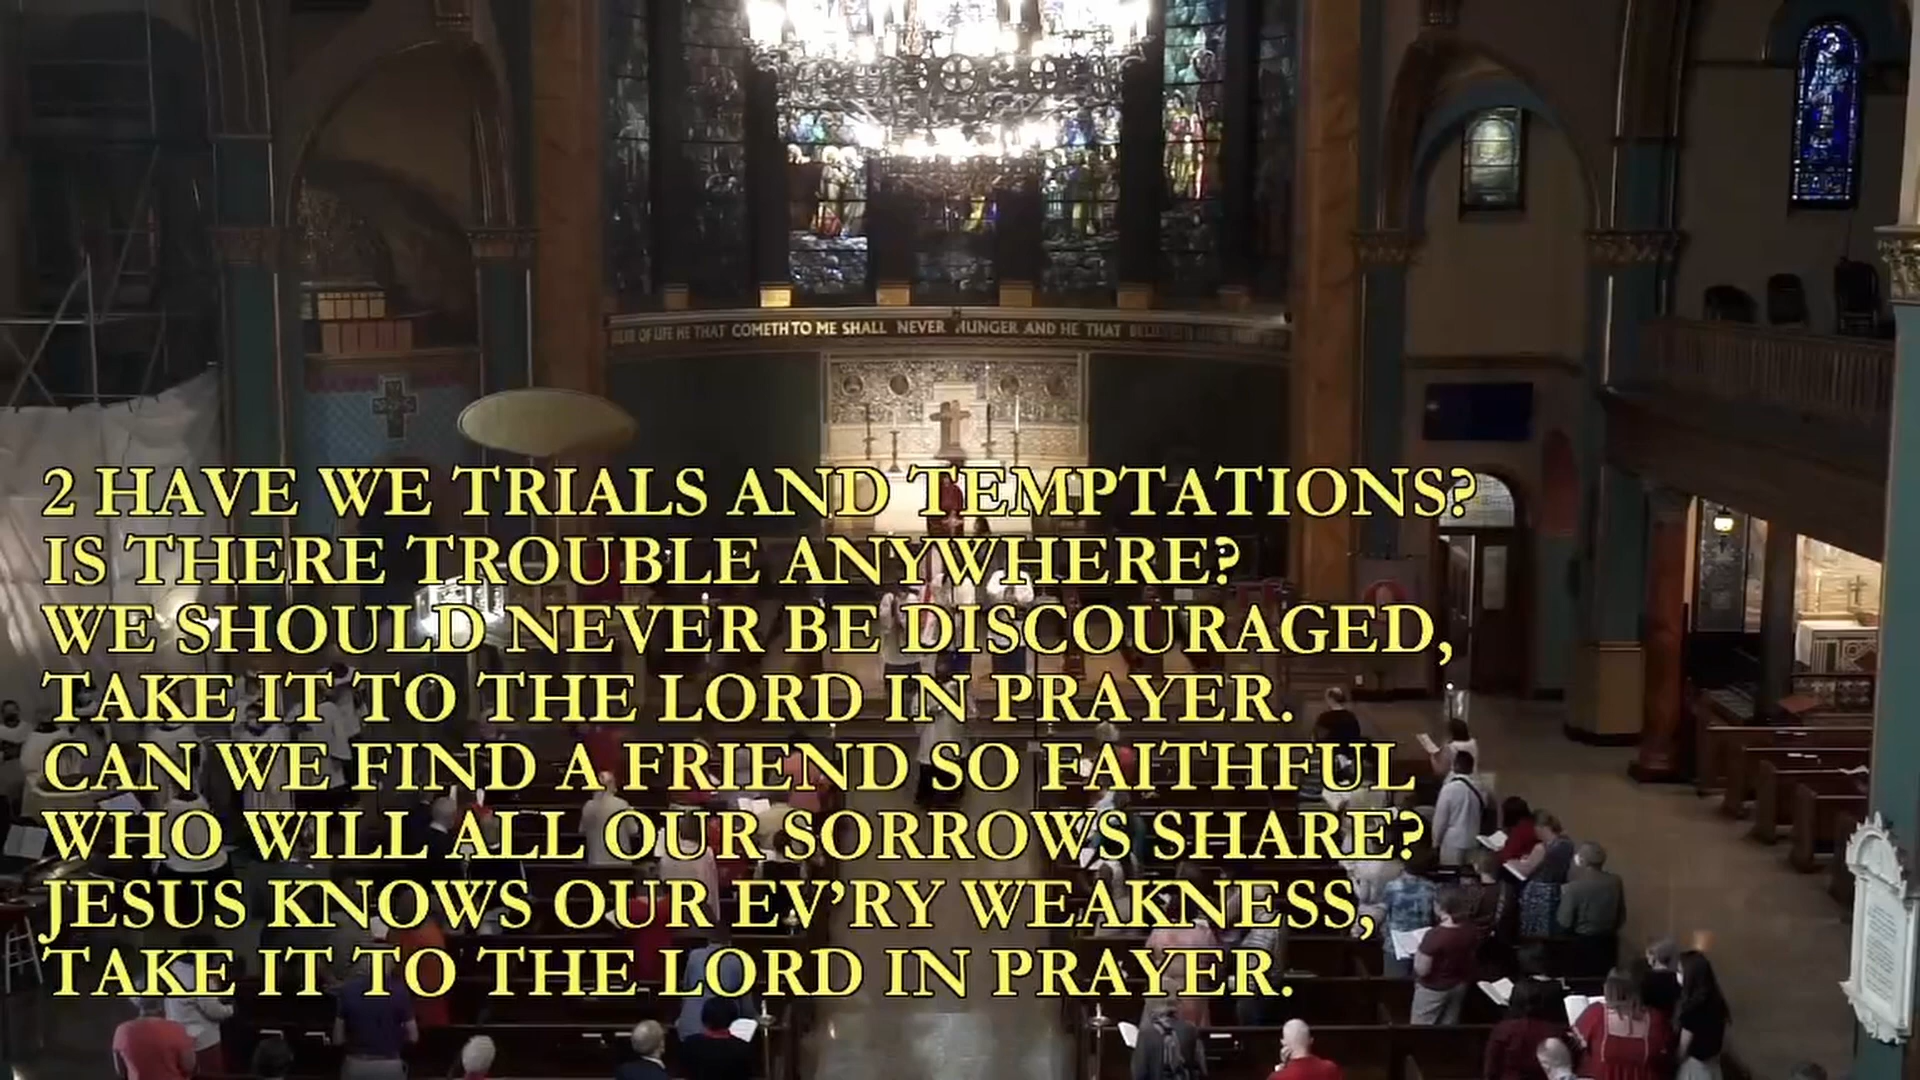 BREAD OF LIFE HE THAT COMETH TO ME SHALL NEVER HUNGER AND HE THAT
2 HAVE WE TRIALS AND TEMPTATIONS?
IS THERE TROUBLE ANYWHERE?
WE SHOULD NEVER BE DISCOURAGED,
TAKE IT TO THE LORD IN PRAYER.
CAN WE FIND A FRIEND SO FAITHFUL
WHO WILL ALL OUR SORROWS SHARE?
JESUS KNOWS OUR EV’RY WEAKNESS,
TAKE IT TO THE LORD IN PRAYER.